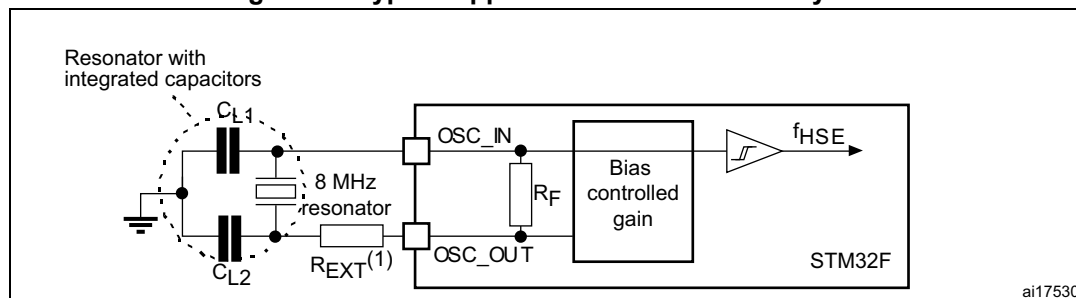 Resonator with
integrated capacitors
CL1
OSC_IN
fHSE
8 MHz
resonator
RF
Bias
controlled
gain
REXT(1)
OSC_OUT
CL2
STM32F
ai17530